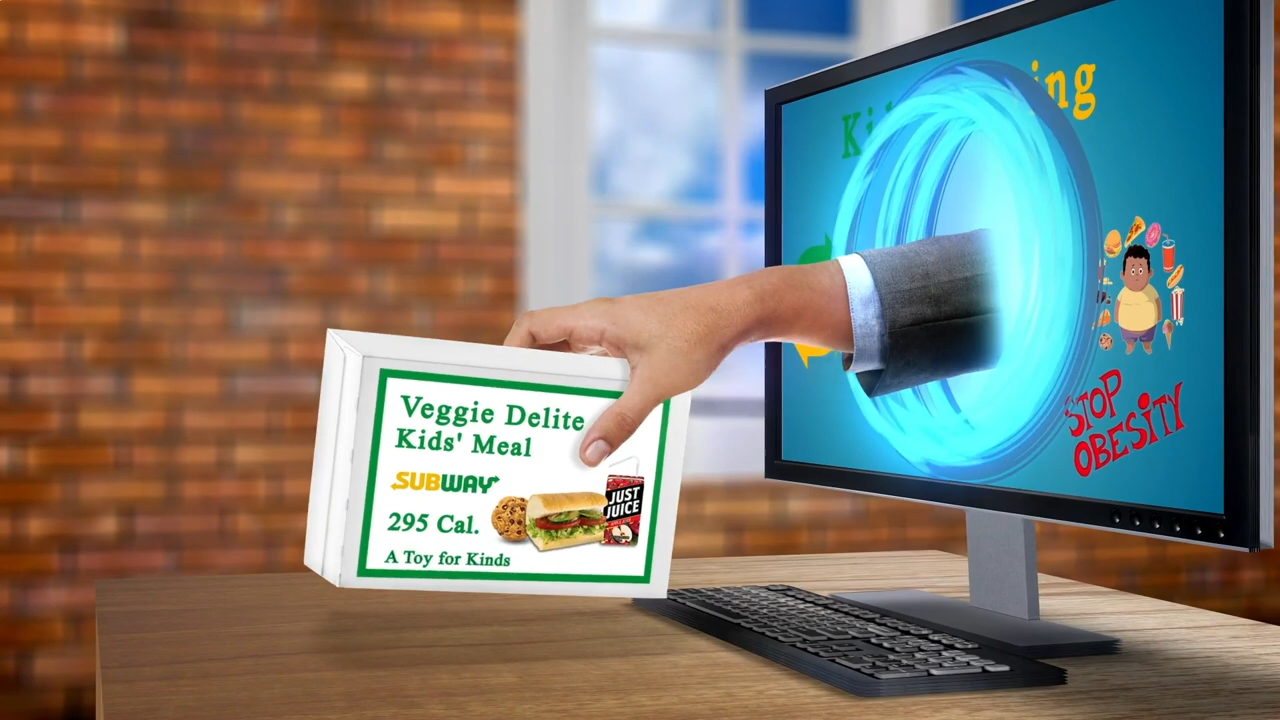 Veggie Delite
Kids' Meal
SUBWAY
295 Cal.
A Toy for Kinds
JUST
JUICE
STOP
OBESITY